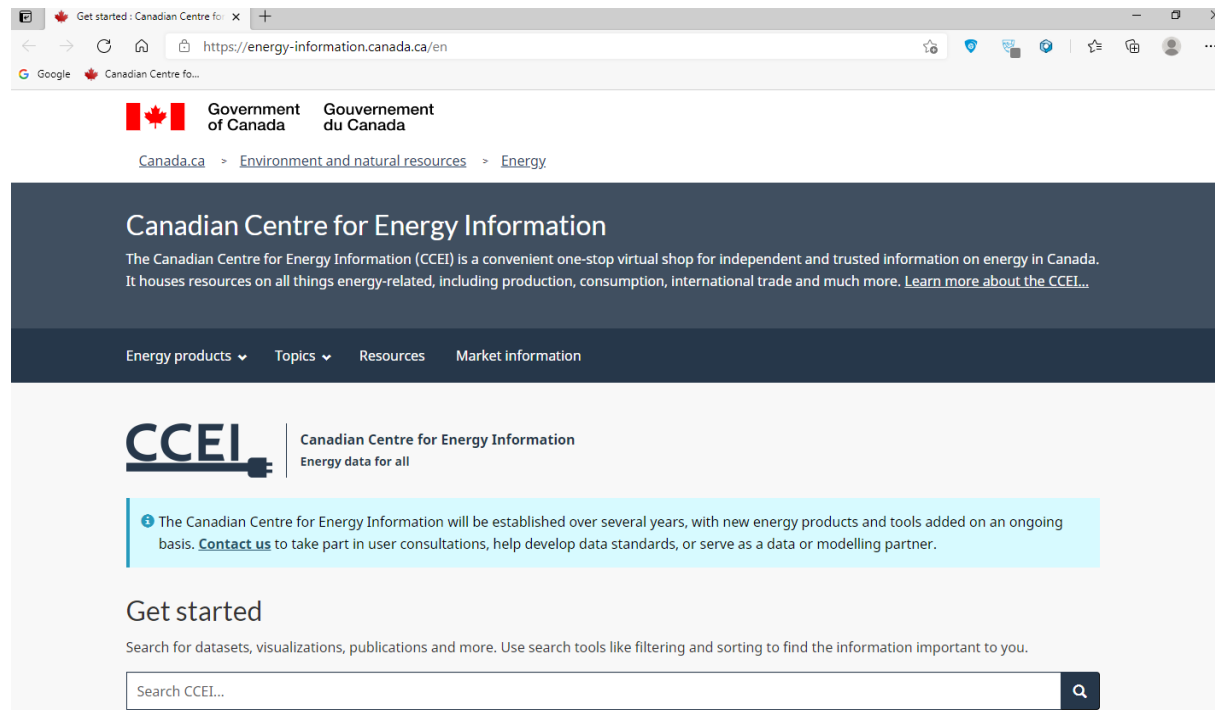 Get started : Canadian Centre fo
https://energy-information.canada.ca/en
Google Canadian Centre fo...
Government of Canada
Gouvernement du Canada
Canada.ca > Environment and natural resources > Energy
Canadian Centre for Energy Information
The Canadian Centre for Energy Information (CCEI) is a convenient one-stop virtual shop for independent and trusted information on energy in Canada.
It houses resources on all things energy-related, including production, consumption, international trade and much more. Learn more about the CCEI...
Energy products Topics Resources Market information
CCEI
Canadian Centre for Energy Information
Energy data for all
The Canadian Centre for Energy Information will be established over several years, with new energy products and tools added on an ongoing
basis. Contact us to take part in user consultations, help develop data standards, or serve as a data or modelling partner.
Get started
Search for datasets, visualizations, publications and more. Use search tools like filtering and sorting to find the information important to you.
Search CCEI...